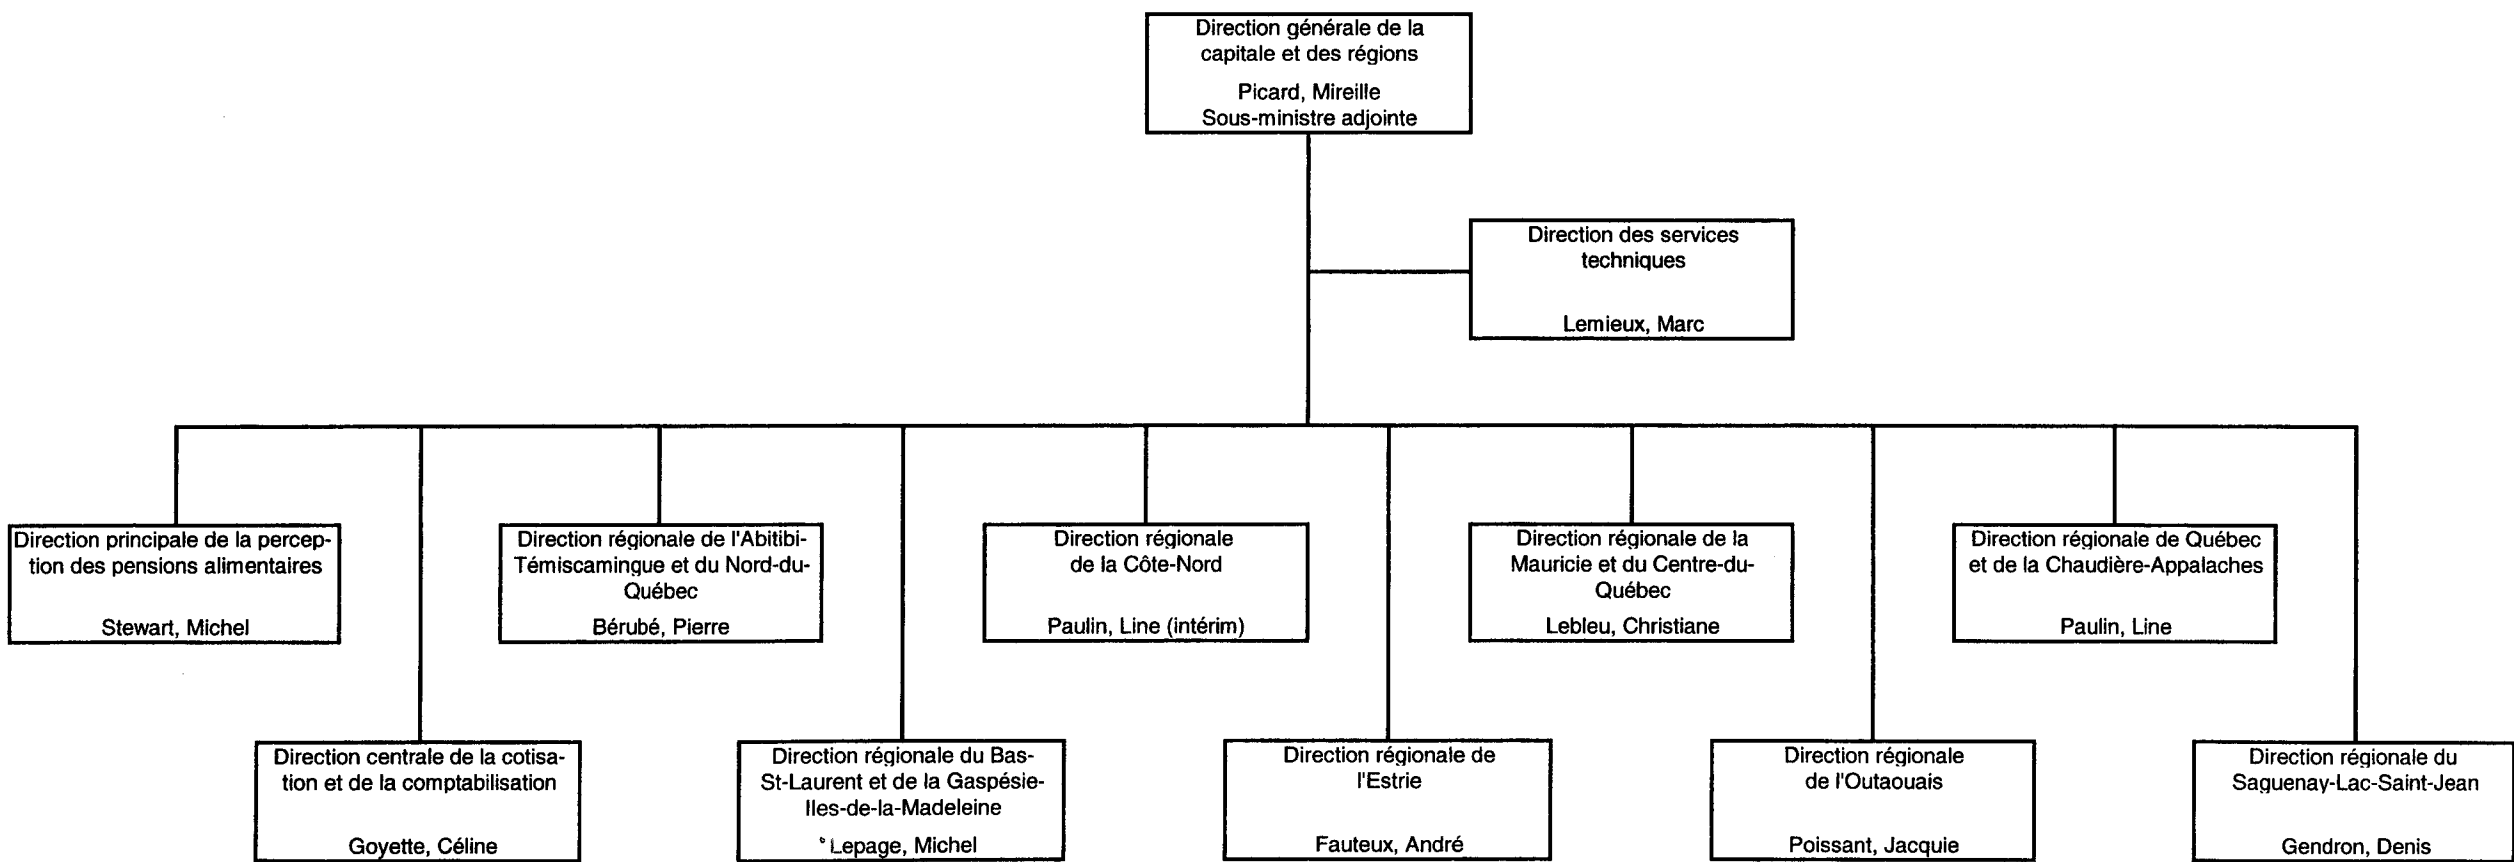 Direction générale de la
capitale et des régions
Picard, Mireille
Sous-ministre adjointe
Direction des services
techniques
Lemieux, Marc
Direction principale de la percep-
tion des pensions alimentaires
Stewart, Michel
Direction régionale de l'Abitibi-
Témiscamingue et du Nord-du-
Québec
Bérubé, Pierre
Direction régionale
de la Côte-Nord
Paulin, Line (intérim)
Direction régionale de la
Mauricie et du Centre-du-
Québec
Lebleu, Christiane
Direction régionale de Québec
et de la Chaudière-Appalaches
Paulin, Line
Direction centrale de la cotisa-
tion et de la comptabilisation
Goyette, Céline
Direction régionale du Bas-
St-Laurent et de la Gaspésie-
Iles-de-la-Madeleine
Lepage, Michel
Direction régionale de
l'Estrie
Fauteux, André
Direction régionale
de l'Outaouais
Poissant, Jacquie
Direction régionale du
Saguenay-Lac-Saint-Jean
Gendron, Denis